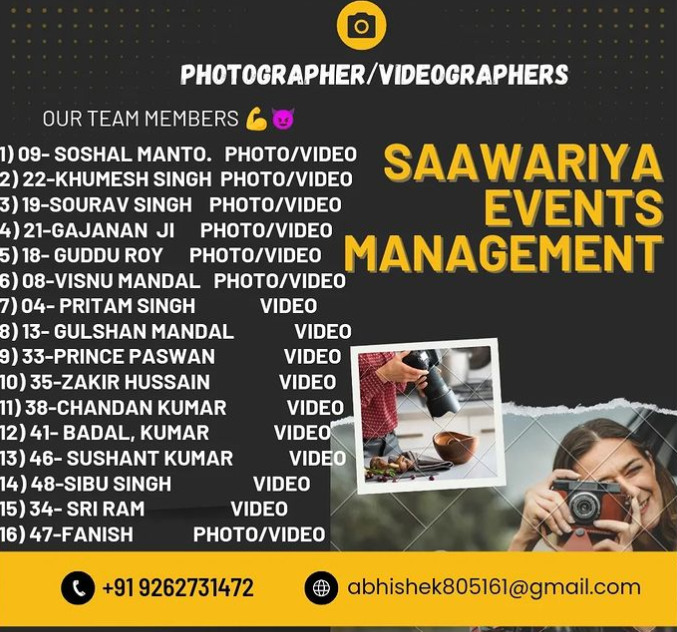 PHOTOGRAPHER/VIDEOGRAPHERS
OUR TEAM MEMBERS 💪😈
1) 09- SOSHAL MANTO. PHOTO/VIDEO
2) 22-KHUMESH SINGH PHOTO/VIDEO
3) 19-SOURAV SINGH PHOTO/VIDEO
4) 21-GAJANAN JI PHOTO/VIDEO
5) 18- GUDDU ROY PHOTO/VIDEO
6) 08-VISNU MANDAL PHOTO/VIDEO
7) 04- PRITAM SINGH VIDEO
8) 13- GULSHAN MANDAL VIDEO
9) 33-PRINCE PASWAN VIDEO
10) 35-ZAKIR HUSSAIN VIDEO
11) 38-CHANDAN KUMAR VIDEO
12) 41- BADAL, KUMAR VIDEO
13) 46- SUSHANT KUMAR VIDEO
14) 48-SIBU SINGH VIDEO
15) 34- SRI RAM VIDEO
16) 47-FANISH PHOTO/VIDEO
SAAWARIYA
EVENTS
MANAGEMENT
+91 9262731472
abhishek805161@gmail.com